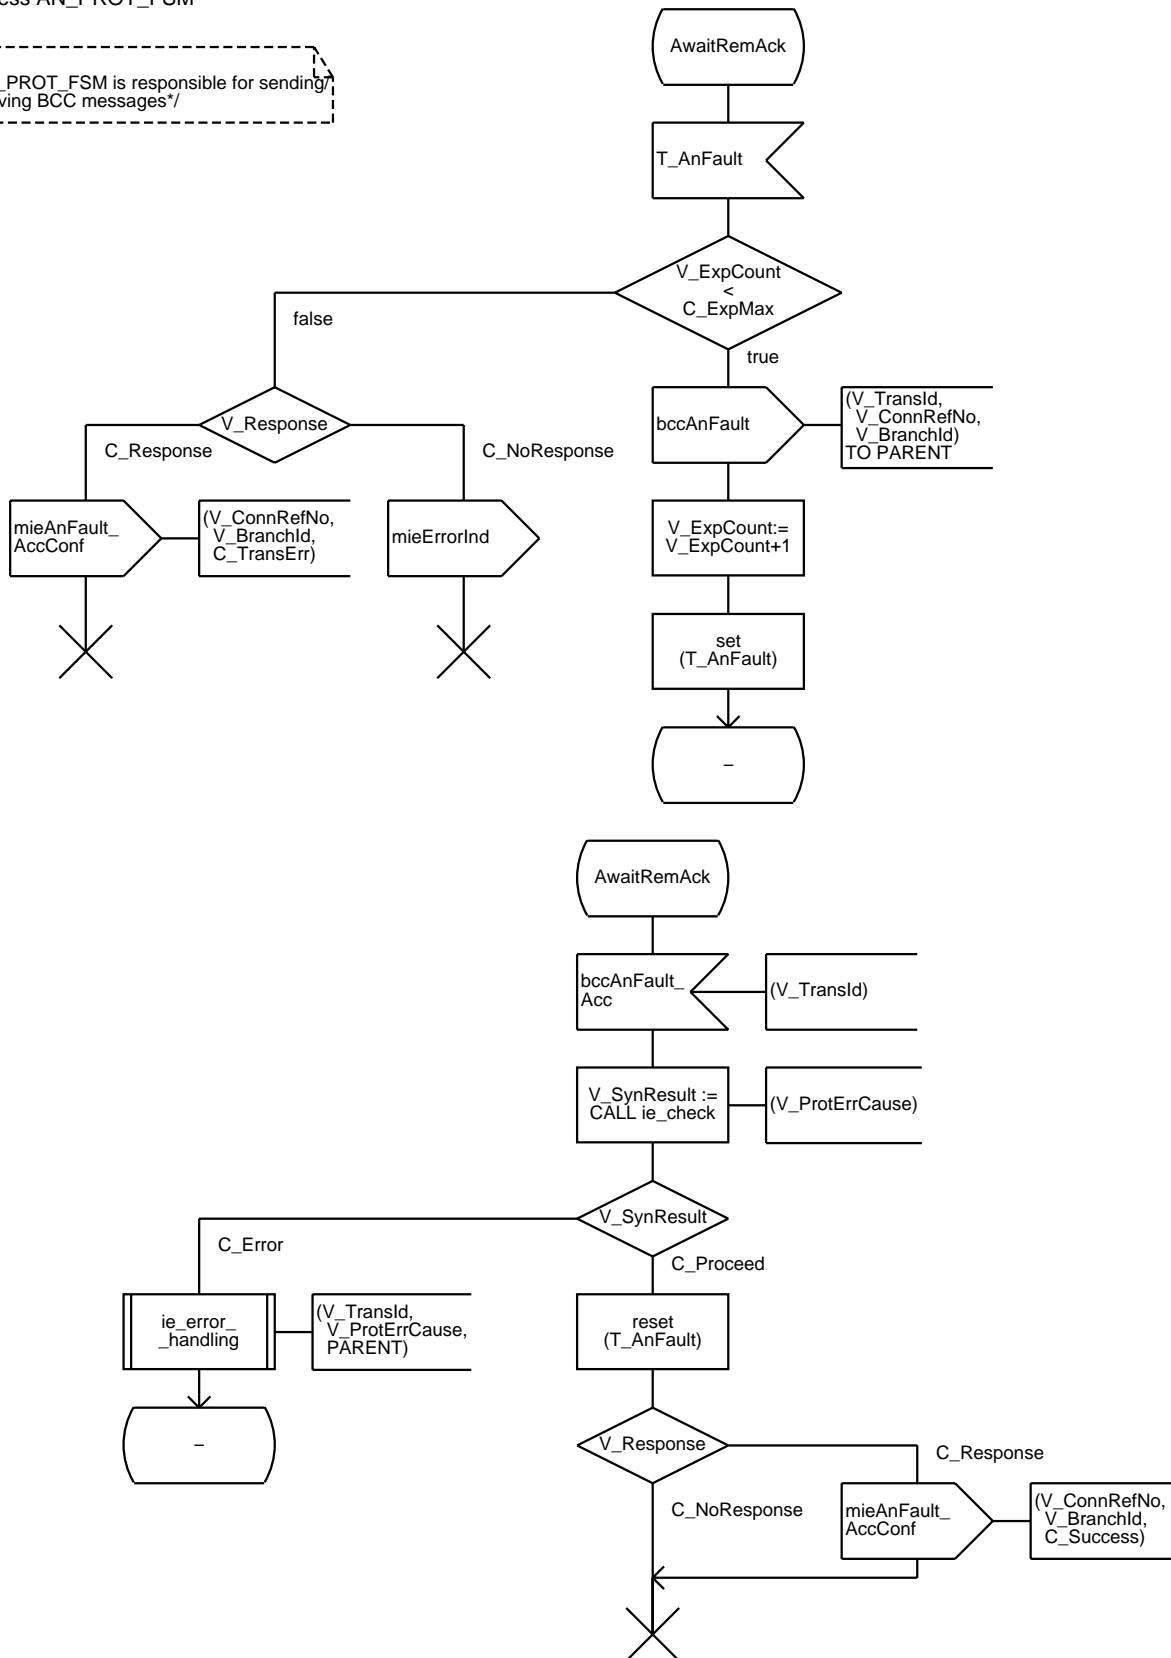 ess AN_PROT_FSM
_PROT_FSM is responsible for sending/
ving BCC messages*/
AwaitRemAck
T_AnFault
V_ExpCount
<
C_ExpMax
false
true
V_Response
C_Response
C_NoResponse
bccAnFault
(V_TransId,
V_ConnRefNo,
V_BranchId)
TO PARENT
mieAnFault_
AccConf
(V_ConnRefNo,
V_BranchId,
C_TransErr)
mieErrorInd
V_ExpCount:=
V_ExpCount+1
set
(T_AnFault)
–
AwaitRemAck
bccAnFault_
Acc
(V_TransId)
V_SynResult :=
CALL ie_check
(V_ProtErrCause)
V_SynResult
C_Error
C_Proceed
ie_error_
_handling
(V_TransId,
V_ProtErrCause,
PARENT)
reset
(T_AnFault)
–
V_Response
C_Response
C_NoResponse
mieAnFault_
AccConf
(V_ConnRefNo,
V_BranchId,
C_Success)